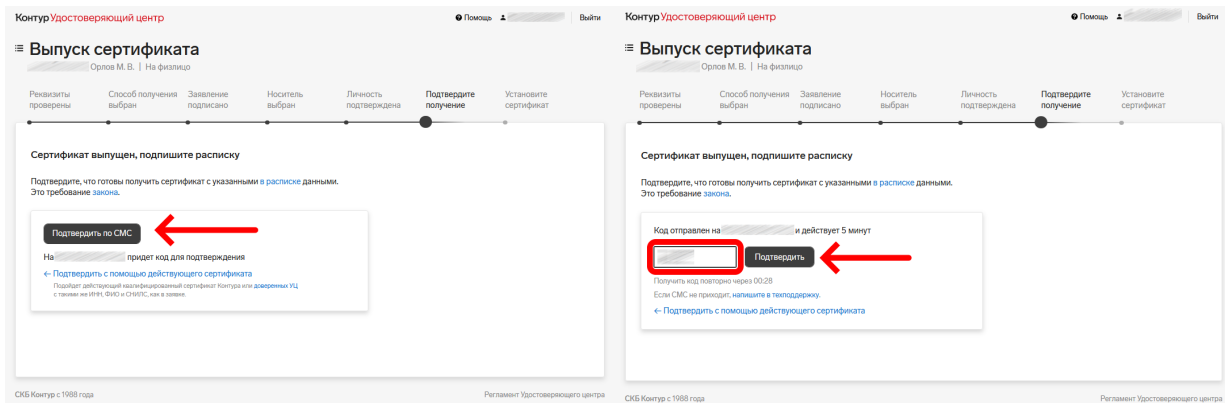 Контур Удостоверяющий центр
Помощь
Выйти
Выпуск сертификата
Орлов М. В. | На физлицо
Реквизиты проверены
Способ получения выбран
Заявление подписано
Носитель выбран
Личность подтверждена
Подтвердите получение
Установите сертификат
Сертификат выпущен, подпишите расписку
Подтвердите, что готовы получить сертификат с указанными в расписке данными.
Это требование закона.
Подтвердить по СМС
На придет код для подтверждения
← Подтвердить с помощью действующего сертификата
Подойдет действующий квалифицированный сертификат Контура или доверенных УЦ
с такими же ИНН, ФИО и СНИЛС, как в заявке.
СКБ Контур с 1988 года
Регламент Удостоверяющего центра
Контур Удостоверяющий центр
Помощь
Выйти
Выпуск сертификата
Орлов М. В. | На физлицо
Реквизиты проверены
Способ получения выбран
Заявление подписано
Носитель выбран
Личность подтверждена
Подтвердите получение
Установите сертификат
Сертификат выпущен, подпишите расписку
Подтвердите, что готовы получить сертификат с указанными в расписке данными.
Это требование закона.
Код отправлен на и действует 5 минут
Подтвердить
Получить код повторно через 00:28
Если СМС не приходит, напишите в техподдержку.
← Подтвердить с помощью действующего сертификата
СКБ Контур с 1988 года
Регламент Удостоверяющего центра